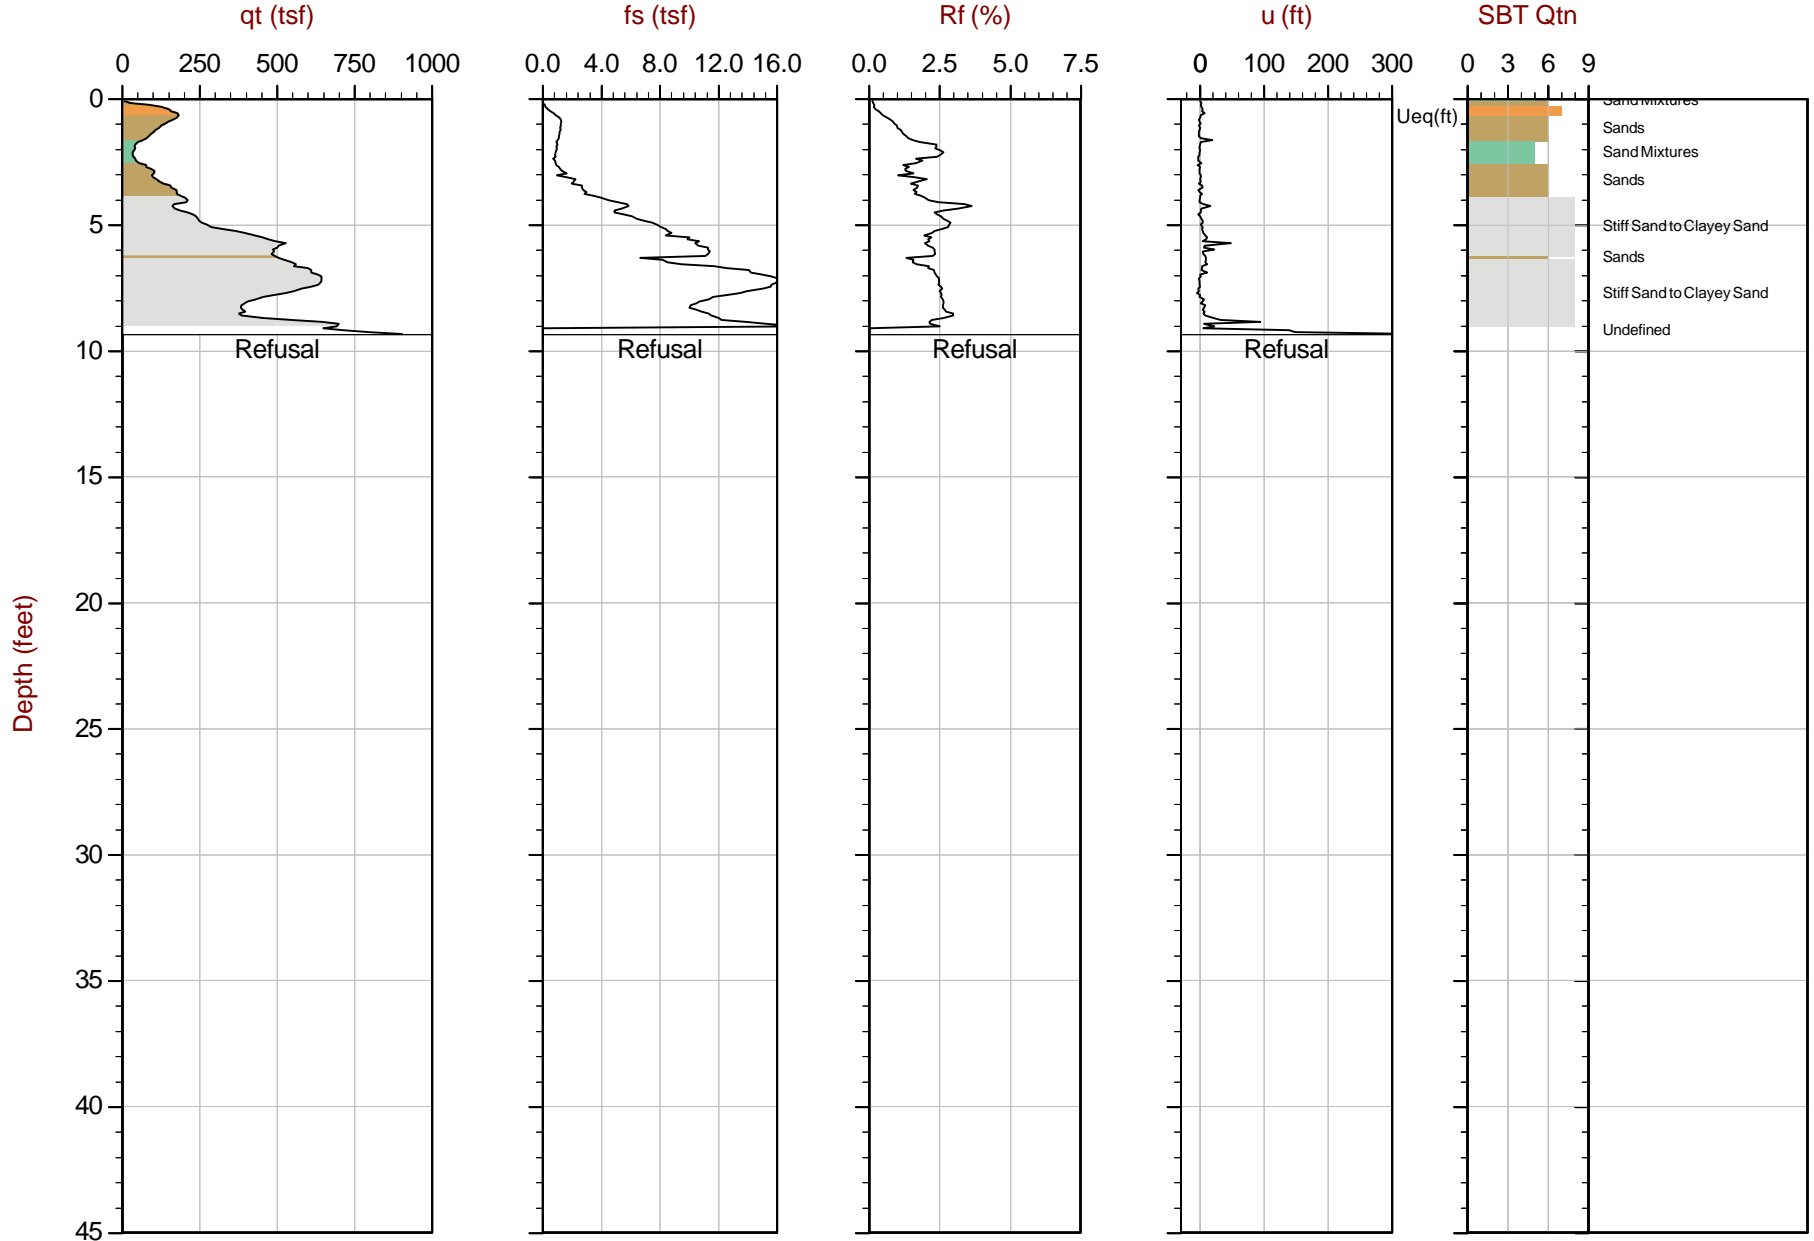 qt (tsf) fs (tsf) Rf (%) u (ft) SBT Qtn
0 250 500 750 1000 0.0 4.0 8.0 12.0 16.0 0.0 2.5 5.0 7.5 0 100 200 300 0 3 6 9
0
Sand Mixtures
Ueq(ft)
Sands
Sand Mixtures
Sands
5
Stiff Sand to Clayey Sand
Sands
Stiff Sand to Clayey Sand
Undefined
10
Refusal Refusal Refusal Refusal
15
20
Depth (feet)
25
30
35
40
45